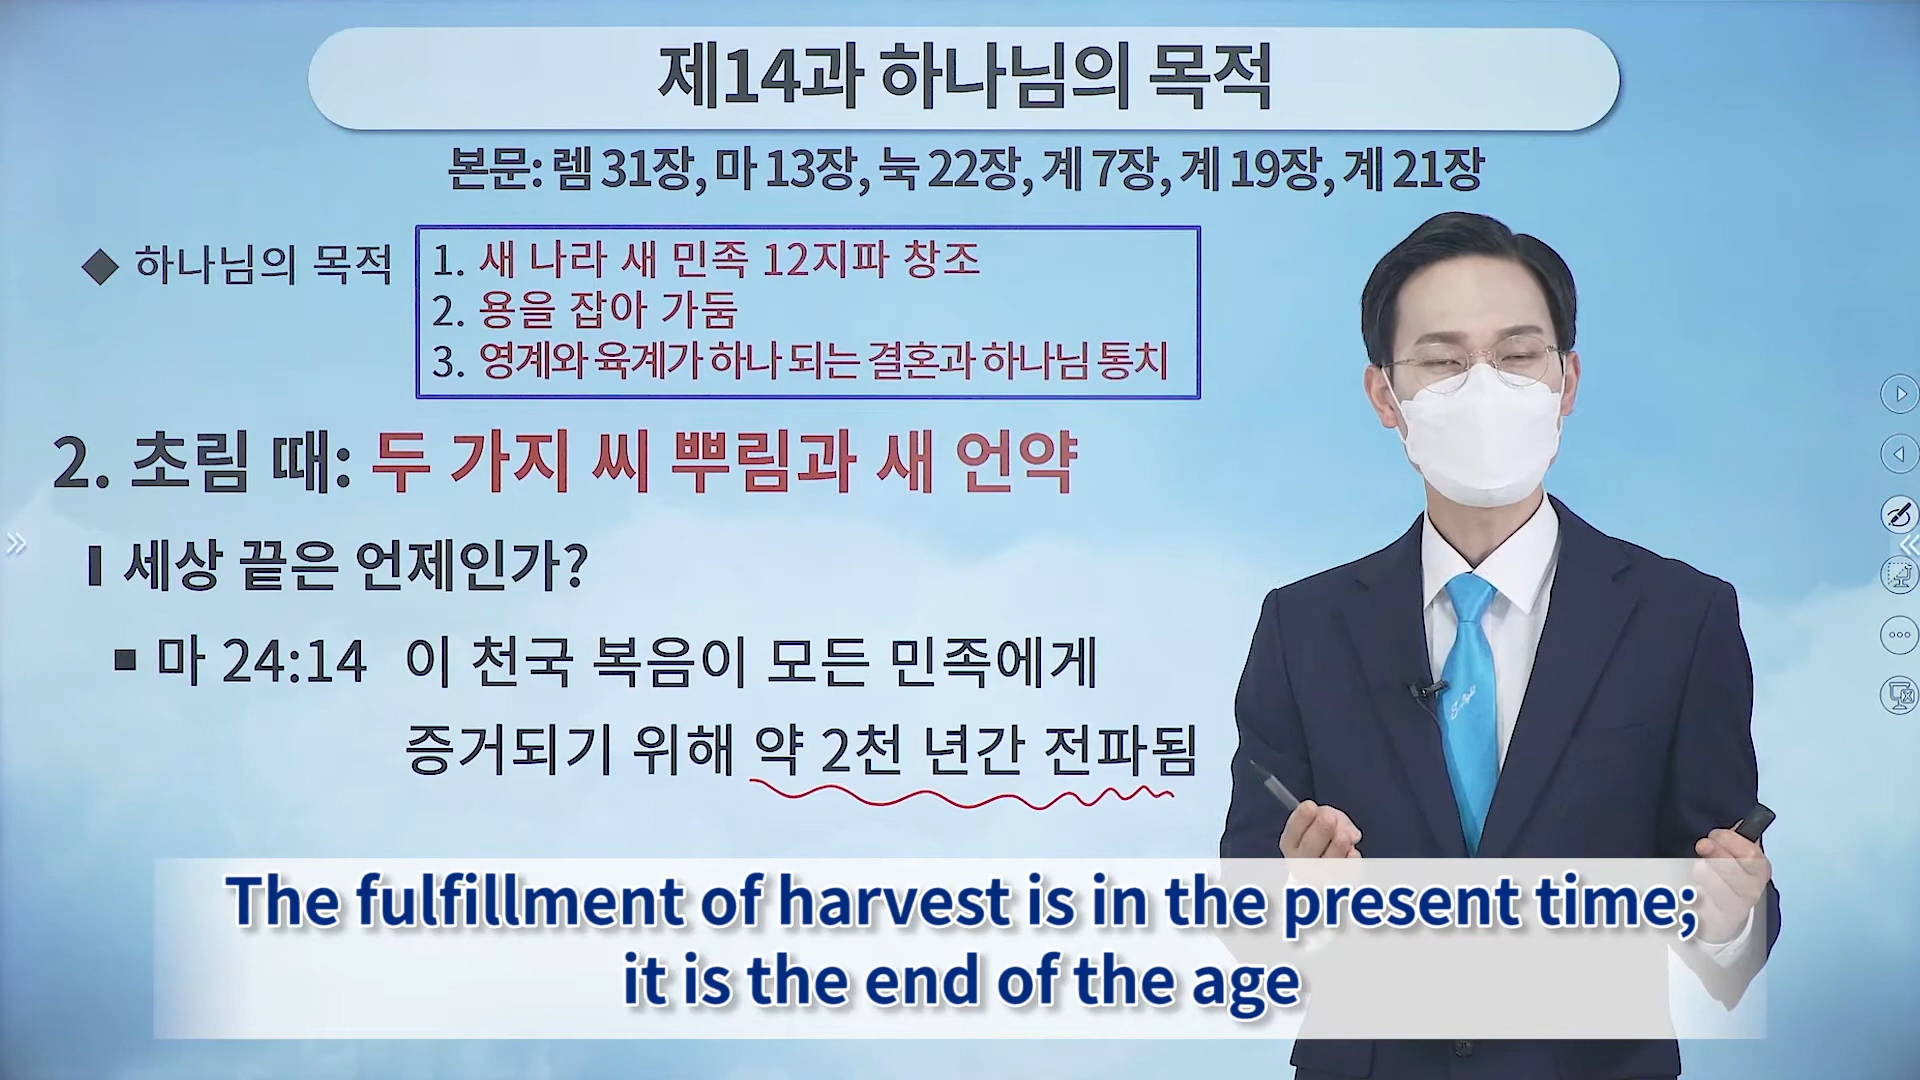 제14과 하나님의 목적
본문: 렘 31장, 마 13장, 눅 22장, 계 7장, 계 19장, 계 21장
◆ 하나님의 목적
1. 새 나라 새 민족 12지파 창조
2. 용을 잡아 가둠
3. 영계와 육계가 하나 되는 결혼과 하나님 통치
2. 초림 때: 두 가지 씨 뿌림과 새 언약
세상 끝은 언제인가?
■ 마 24:14 이 천국 복음이 모든 민족에게
증거되기 위해 약 2천 년간 전파됨
The fulfillment of harvest is in the present time;
it is the end of the age